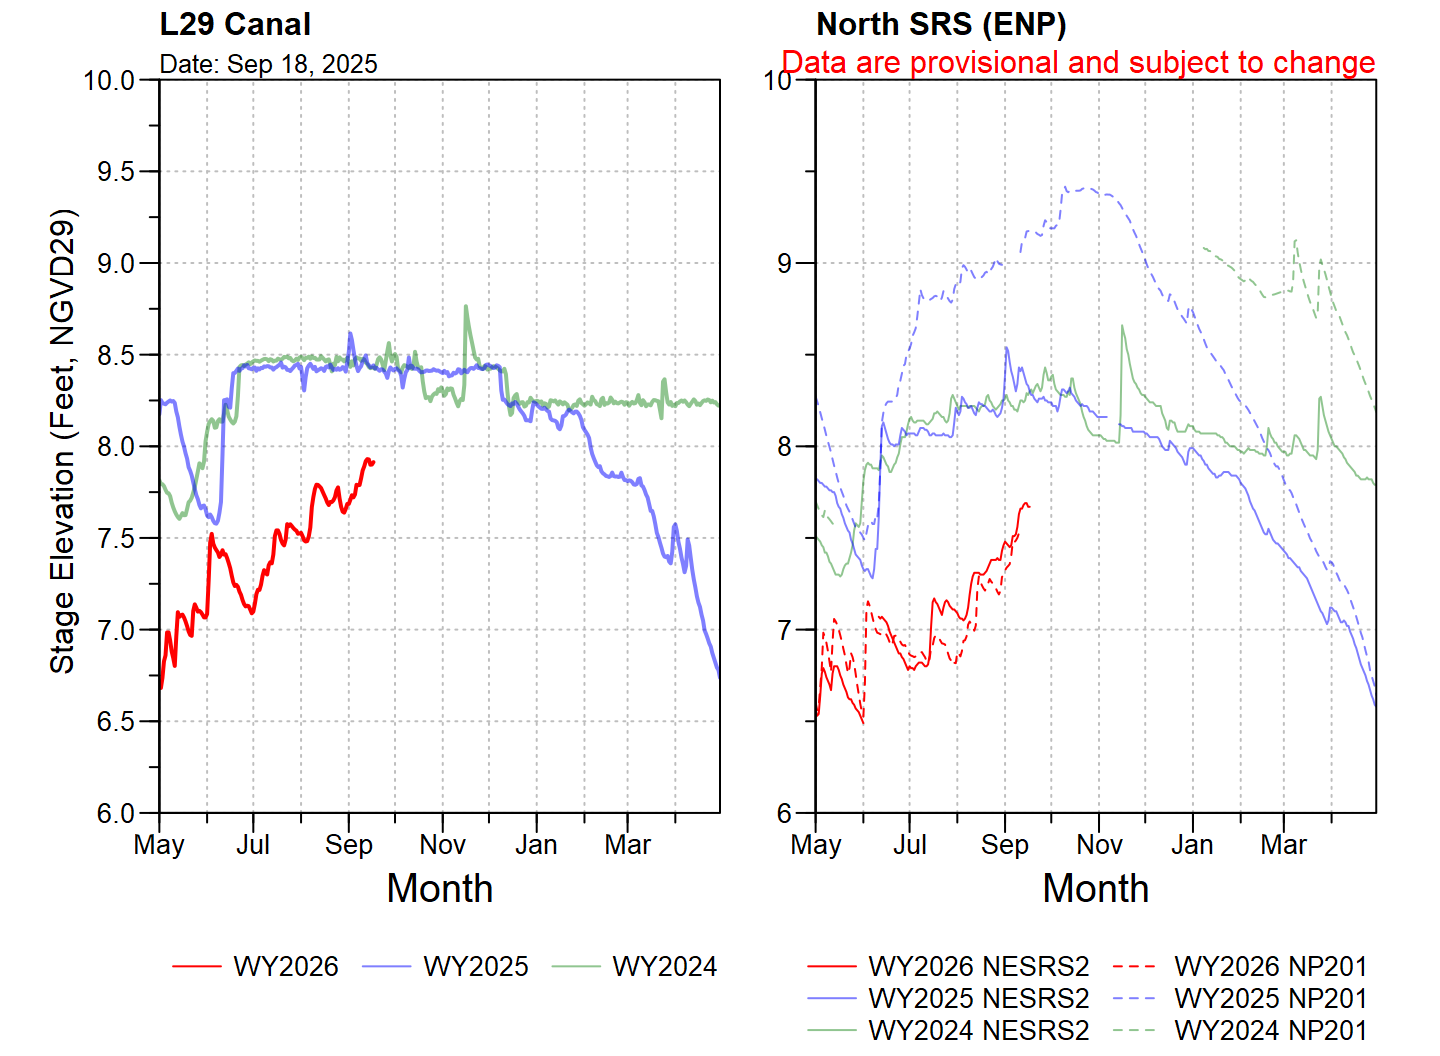 L29 Canal
Date: Sep 18, 2025
Stage Elevation (Feet, NGVD29)
10.0
9.5
9.0
8.5
8.0
7.5
7.0
6.5
6.0
May Jul Sep Nov Jan Mar
Month
WY2026 WY2025 WY2024
North SRS (ENP)
Data are provisional and subject to change
10
9
8
7
6
May Jul Sep Nov Jan Mar
Month
WY2026 NESRS2 WY2026 NP201
WY2025 NESRS2 WY2025 NP201
WY2024 NESRS2 WY2024 NP201